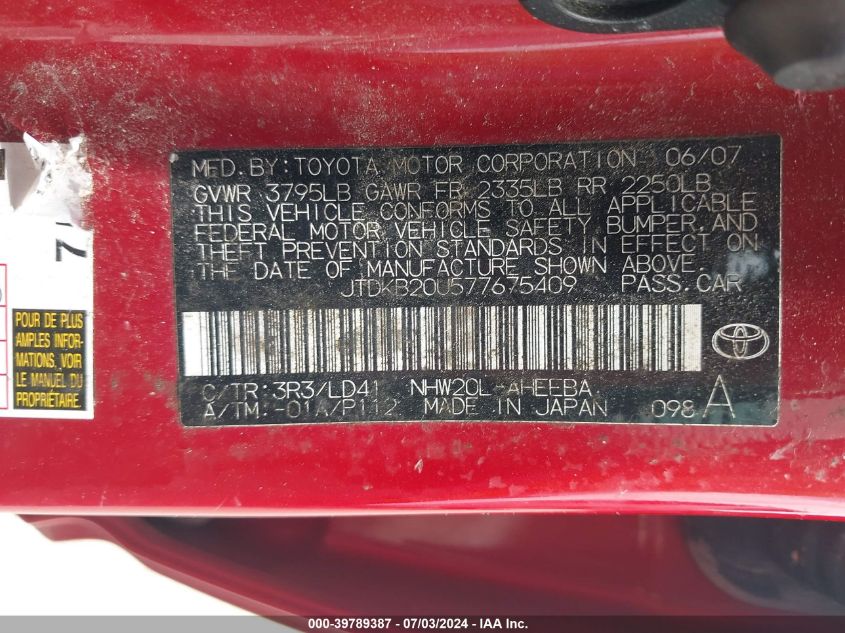 MFD.BY:TOYOTA MOTOR CORPORATION 06/07
GVWR 3795LB GAWR FR 2335LB RR 2250LB
THIS VEHICLE CONFORMS TO ALL APPLICABLE
FEDERAL MOTOR VEHICLE SAFETY, BUMPER,AND
THEFT PREVENTION STANDARDS IN EFFECT ON
THE DATE OF MANUFACTURE SHOWN ABOVE.
JTDKB20U577675409 PASS.CAR
C/TR:3R3/LD41 NHW20L-AHEEBA
A/TM:-01A/P112 MADE IN JAPAN 098 A
7
POUR DE PLUS
AMPLES INFOR-
MATIONS, VOIR
LE MANUEL DU
PROPRIÉTAIRE.
000-39789387 - 07/03/2024 - IAA Inc.